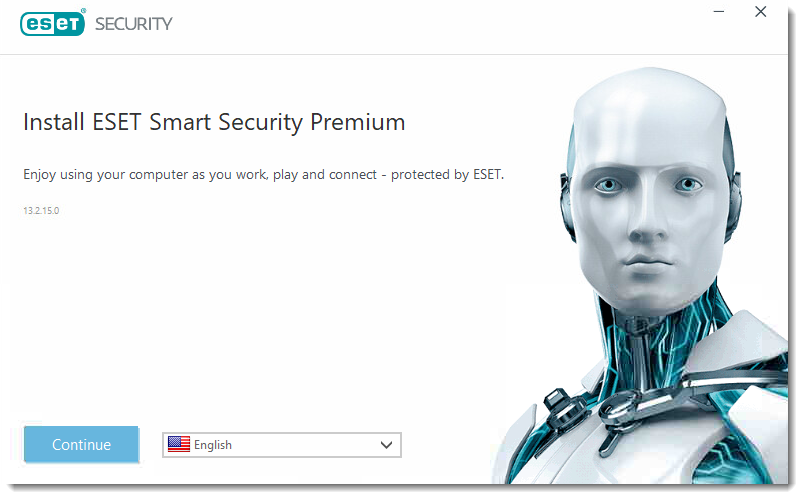 eseT® SECURITY
Install ESET Smart Security Premium
Enjoy using your computer as you work, play and connect - protected by ESET.
13.2.15.0
Continue
English